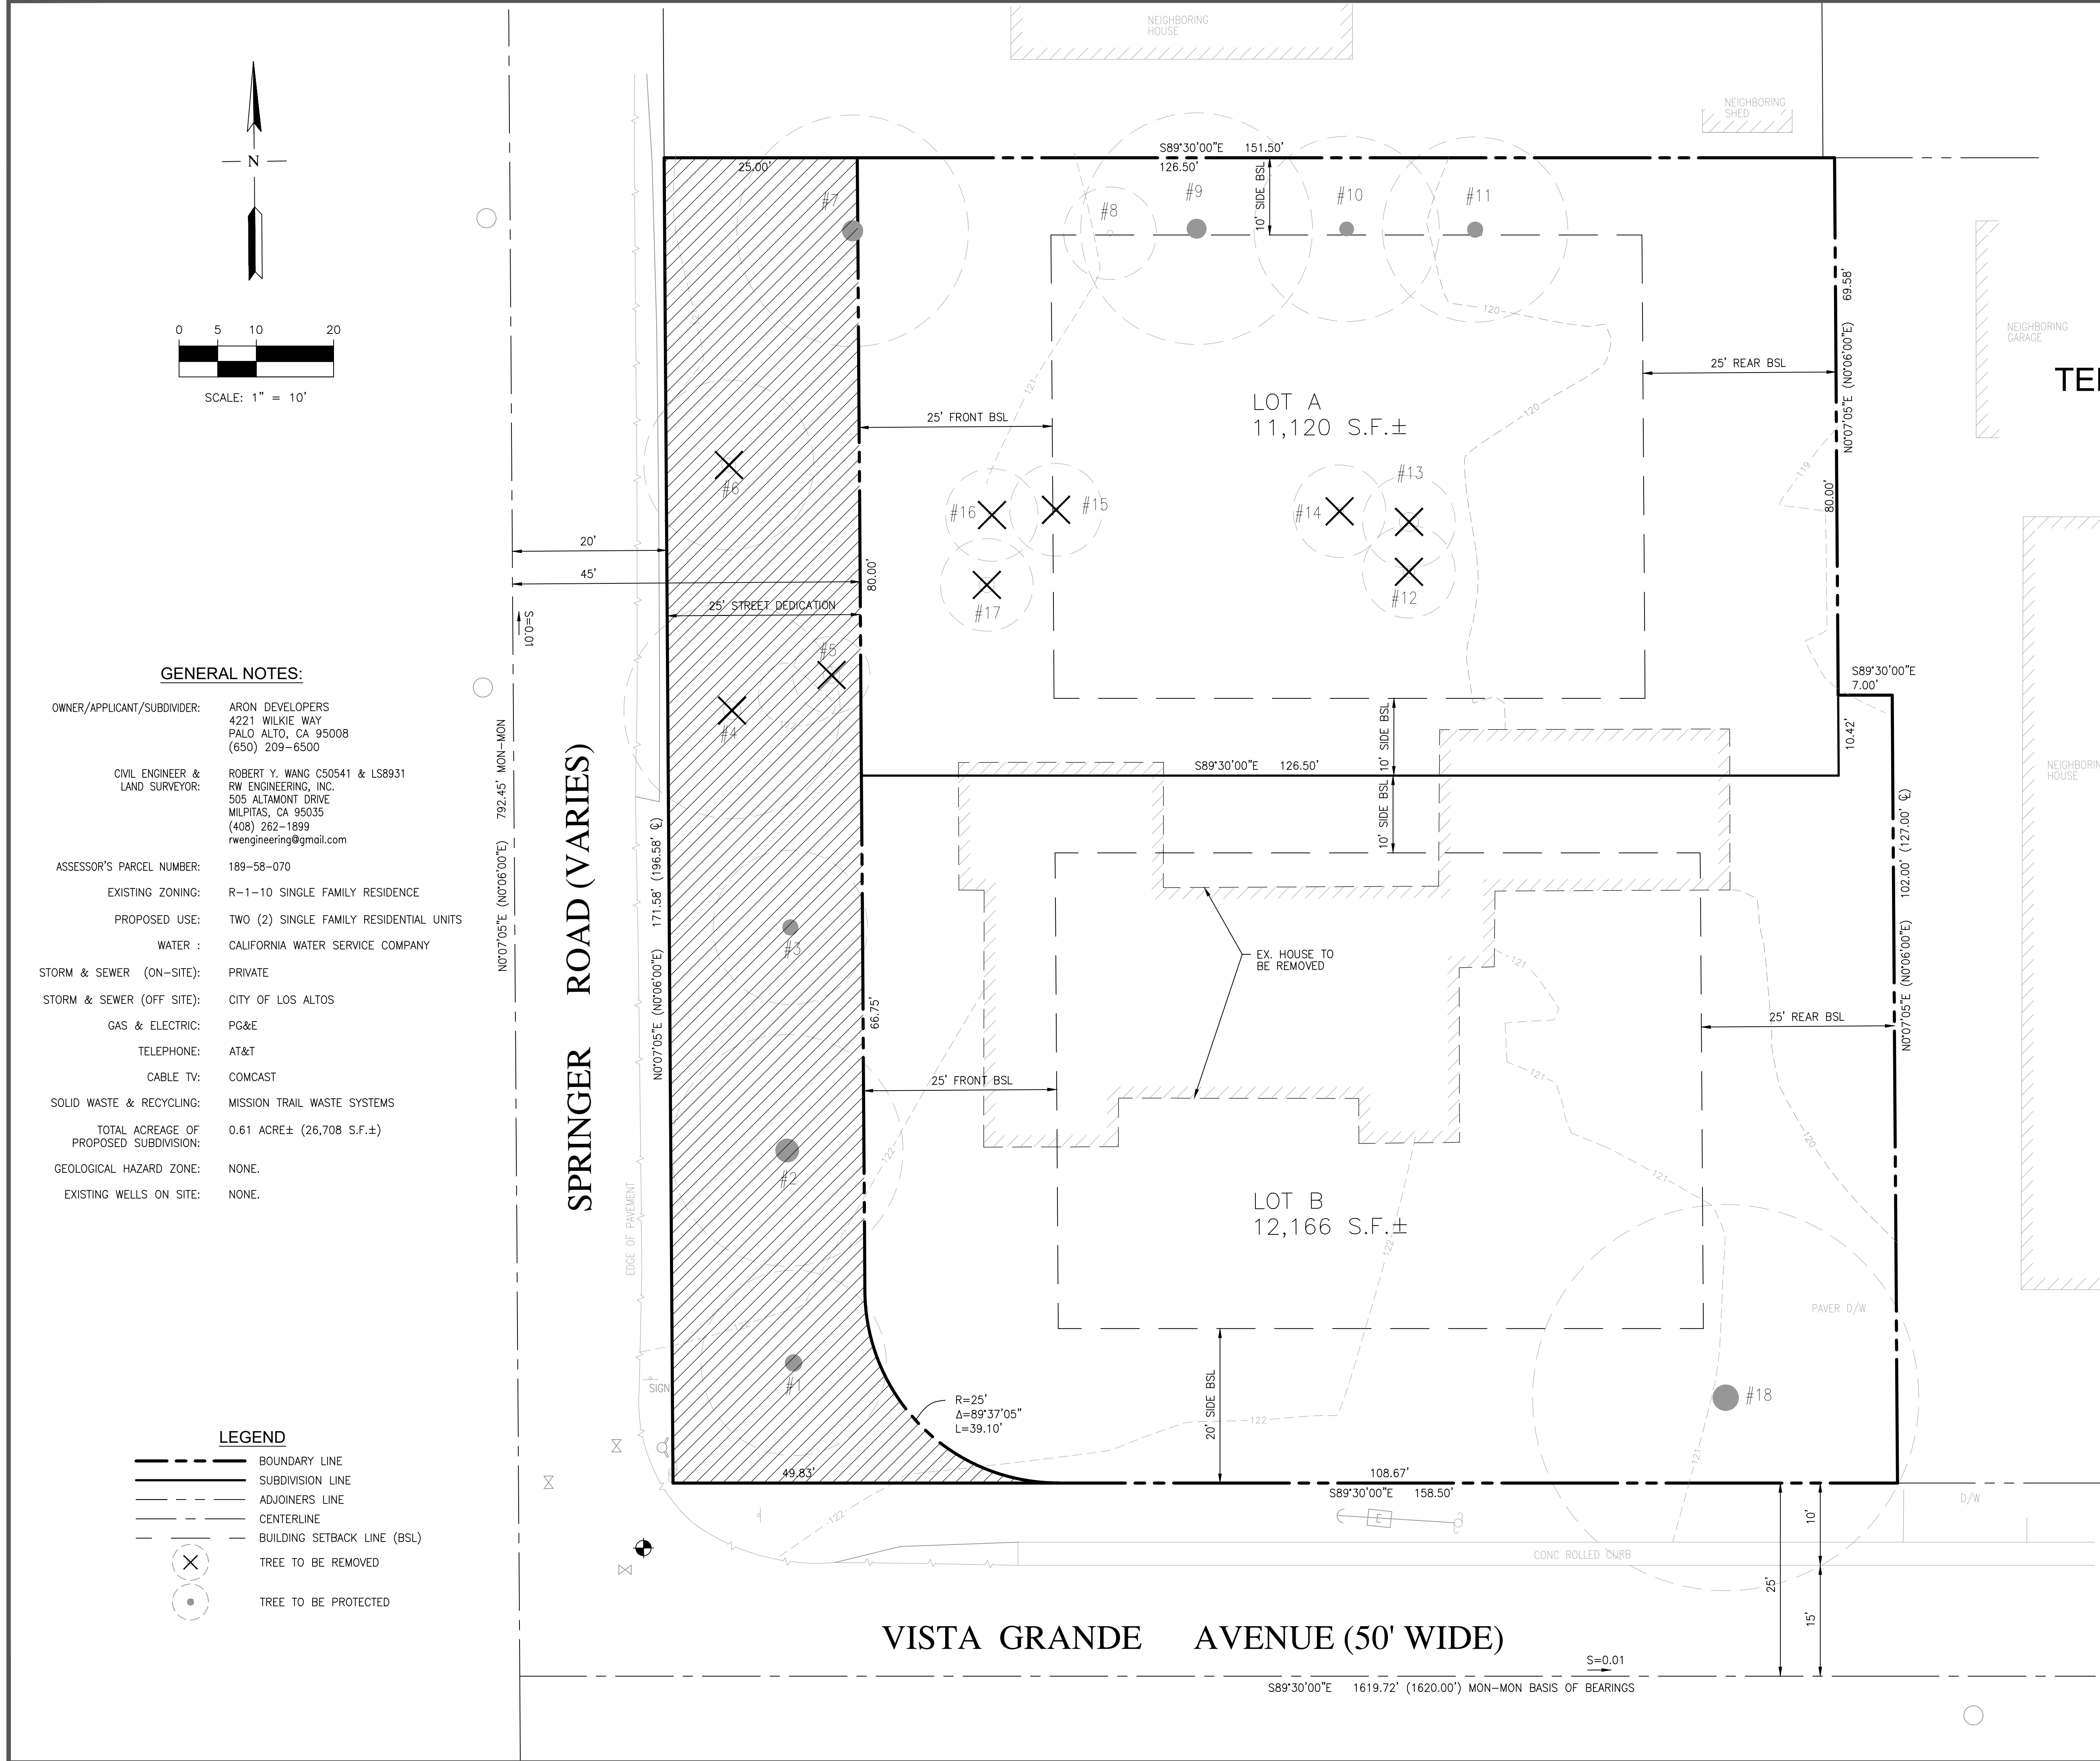 NEIGHBORING
HOUSE
NEIGHBORING
SHED
N
0 5 10 20
SCALE: 1" = 10'
S89°30'00"E 151.50'
25.00'
126.50'
10' SIDE BSL
#7
#8
#9
#10
#11
N0°07'05"E (N0°06'00"E) 69.58'
NEIGHBORING
GARAGE
120
121
25' REAR BSL
25' FRONT BSL
LOT A
11,120 S.F.±
120
119
80.00'
#6
#16
#15
#14
#13
#17
#12
20'
45'
80.00'
25' STREET DEDICATION
S=0.01
#5
#4
122
S89°30'00"E
7.00'
10.42'
10' SIDE BSL
S89°30'00"E 126.50'
10' SIDE BSL
NEIGHBORIN
HOUSE
GENERAL NOTES:
OWNER/APPLICANT/SUBDIVIDER: ARON DEVELOPERS
4221 WILKIE WAY
PALO ALTO, CA 95008
(650) 209-6500
CIVIL ENGINEER & ROBERT Y. WANG C50541 & LS8931
LAND SURVEYOR: RW ENGINEERING, INC.
505 ALTAMONT DRIVE
MILPITAS, CA 95035
(408) 262-1899
rwengineering@gmail.com
ASSESSOR'S PARCEL NUMBER: 189-58-070
EXISTING ZONING: R-1-10 SINGLE FAMILY RESIDENCE
PROPOSED USE: TWO (2) SINGLE FAMILY RESIDENTIAL UNITS
WATER : CALIFORNIA WATER SERVICE COMPANY
STORM & SEWER (ON-SITE): PRIVATE
STORM & SEWER (OFF SITE): CITY OF LOS ALTOS
GAS & ELECTRIC: PG&E
TELEPHONE: AT&T
CABLE TV: COMCAST
SOLID WASTE & RECYCLING: MISSION TRAIL WASTE SYSTEMS
TOTAL ACREAGE OF 0.61 ACRE± (26,708 S.F.±)
PROPOSED SUBDIVISION:
GEOLOGICAL HAZARD ZONE: NONE.
EXISTING WELLS ON SITE: NONE.
N0°07'05"E (N0°06'00"E) 792.45' MON-MON
SPRINGER ROAD (VARIES)
N0°07'05"E (N0°06'00"E) 171.58' (196.58' ℄)
EDGE OF PAVEMENT
#3
66.75'
EX. HOUSE TO
BE REMOVED
121
121
25' REAR BSL
N0°07'05"E (N0°06'00"E) 102.00' (127.00' ℄)
25' FRONT BSL
#2
122
120
121
LOT B
12,166 S.F.±
122
PAVER D/W
122
SIGN
#1
R=25'
Δ=89°37'05"
L=39.10'
20' SIDE BSL
#18
122
121
49.83'
108.67'
S89°30'00"E 158.50'
122
E
D/W
CONC ROLLED CURB
10'
25'
15'
LEGEND
BOUNDARY LINE
SUBDIVISION LINE
ADJOINERS LINE
CENTERLINE
BUILDING SETBACK LINE (BSL)
TREE TO BE REMOVED
TREE TO BE PROTECTED
VISTA GRANDE AVENUE (50' WIDE)
S=0.01
S89°30'00"E 1619.72' (1620.00') MON-MON BASIS OF BEARINGS